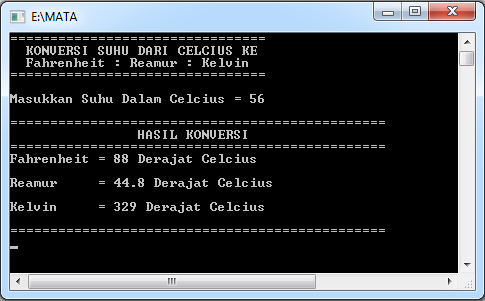 E:\MATA
================================
KONVERSI SUHU DARI CELCIUS KE
Fahrenheit : Reamur : Kelvin
================================
Masukkan Suhu Dalam Celcius = 56
===============================================
HASIL KONVERSI
===============================================
Fahrenheit = 88 Derajat Celcius
Reamur     = 44.8 Derajat Celcius
Kelvin     = 329 Derajat Celcius
===============================================